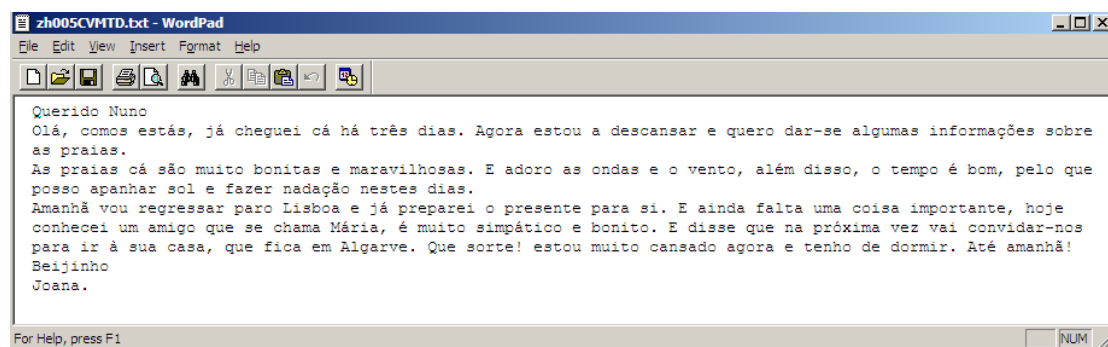 zh005CVMTD.txt - WordPad
File Edit View Insert Format Help
Querido Nuno
Olá, comos estás, já cheguei cá há três dias. Agora estou a descansar e quero dar-se algumas informações sobre
as praias.
As praias cá são muito bonitas e maravilhosas. E adoro as ondas e o vento, além disso, o tempo é bom, pelo que
posso apanhar sol e fazer nadação nestes dias.
Amanhã vou regressar paro Lisboa e já preparei o presente para si. E ainda falta uma coisa importante, hoje
conhecei um amigo que se chama Mária, é muito simpático e bonito. E disse que na próxima vez vai convidar-nos
para ir à sua casa, que fica em Algarve. Que sorte! estou muito cansado agora e tenho de dormir. Até amanhã!
Beijinho
Joana.
For Help, press F1
NUM